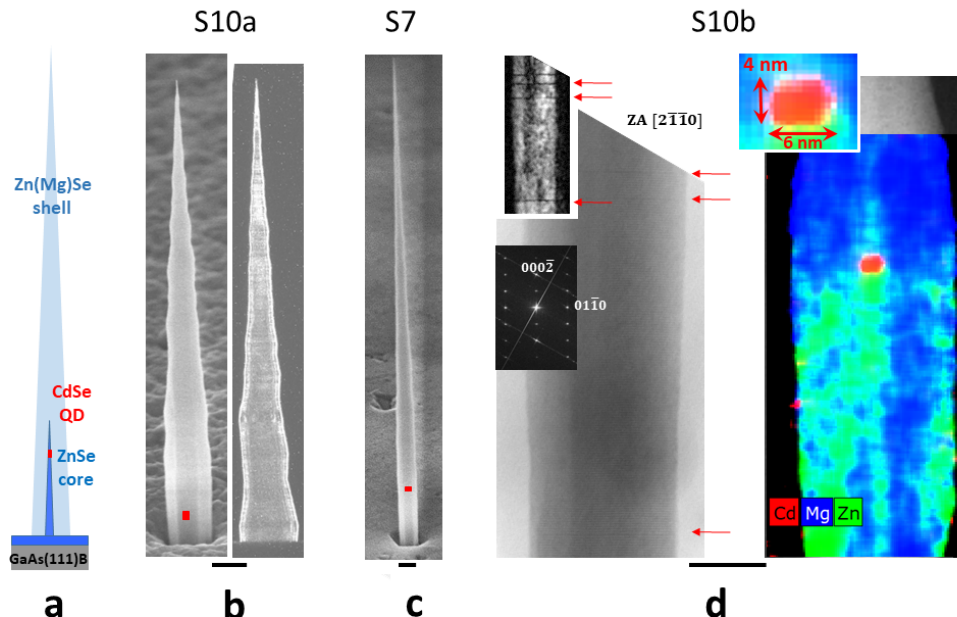 S10a
S7
S10b
Zn(Mg)Se
shell
CdSe
QD
ZnSe
core
GaAs(111)B
ZA [21̅1̅0]
0002̅
011̅0
4 nm
6 nm
Cd Mg Zn
a
b
c
d